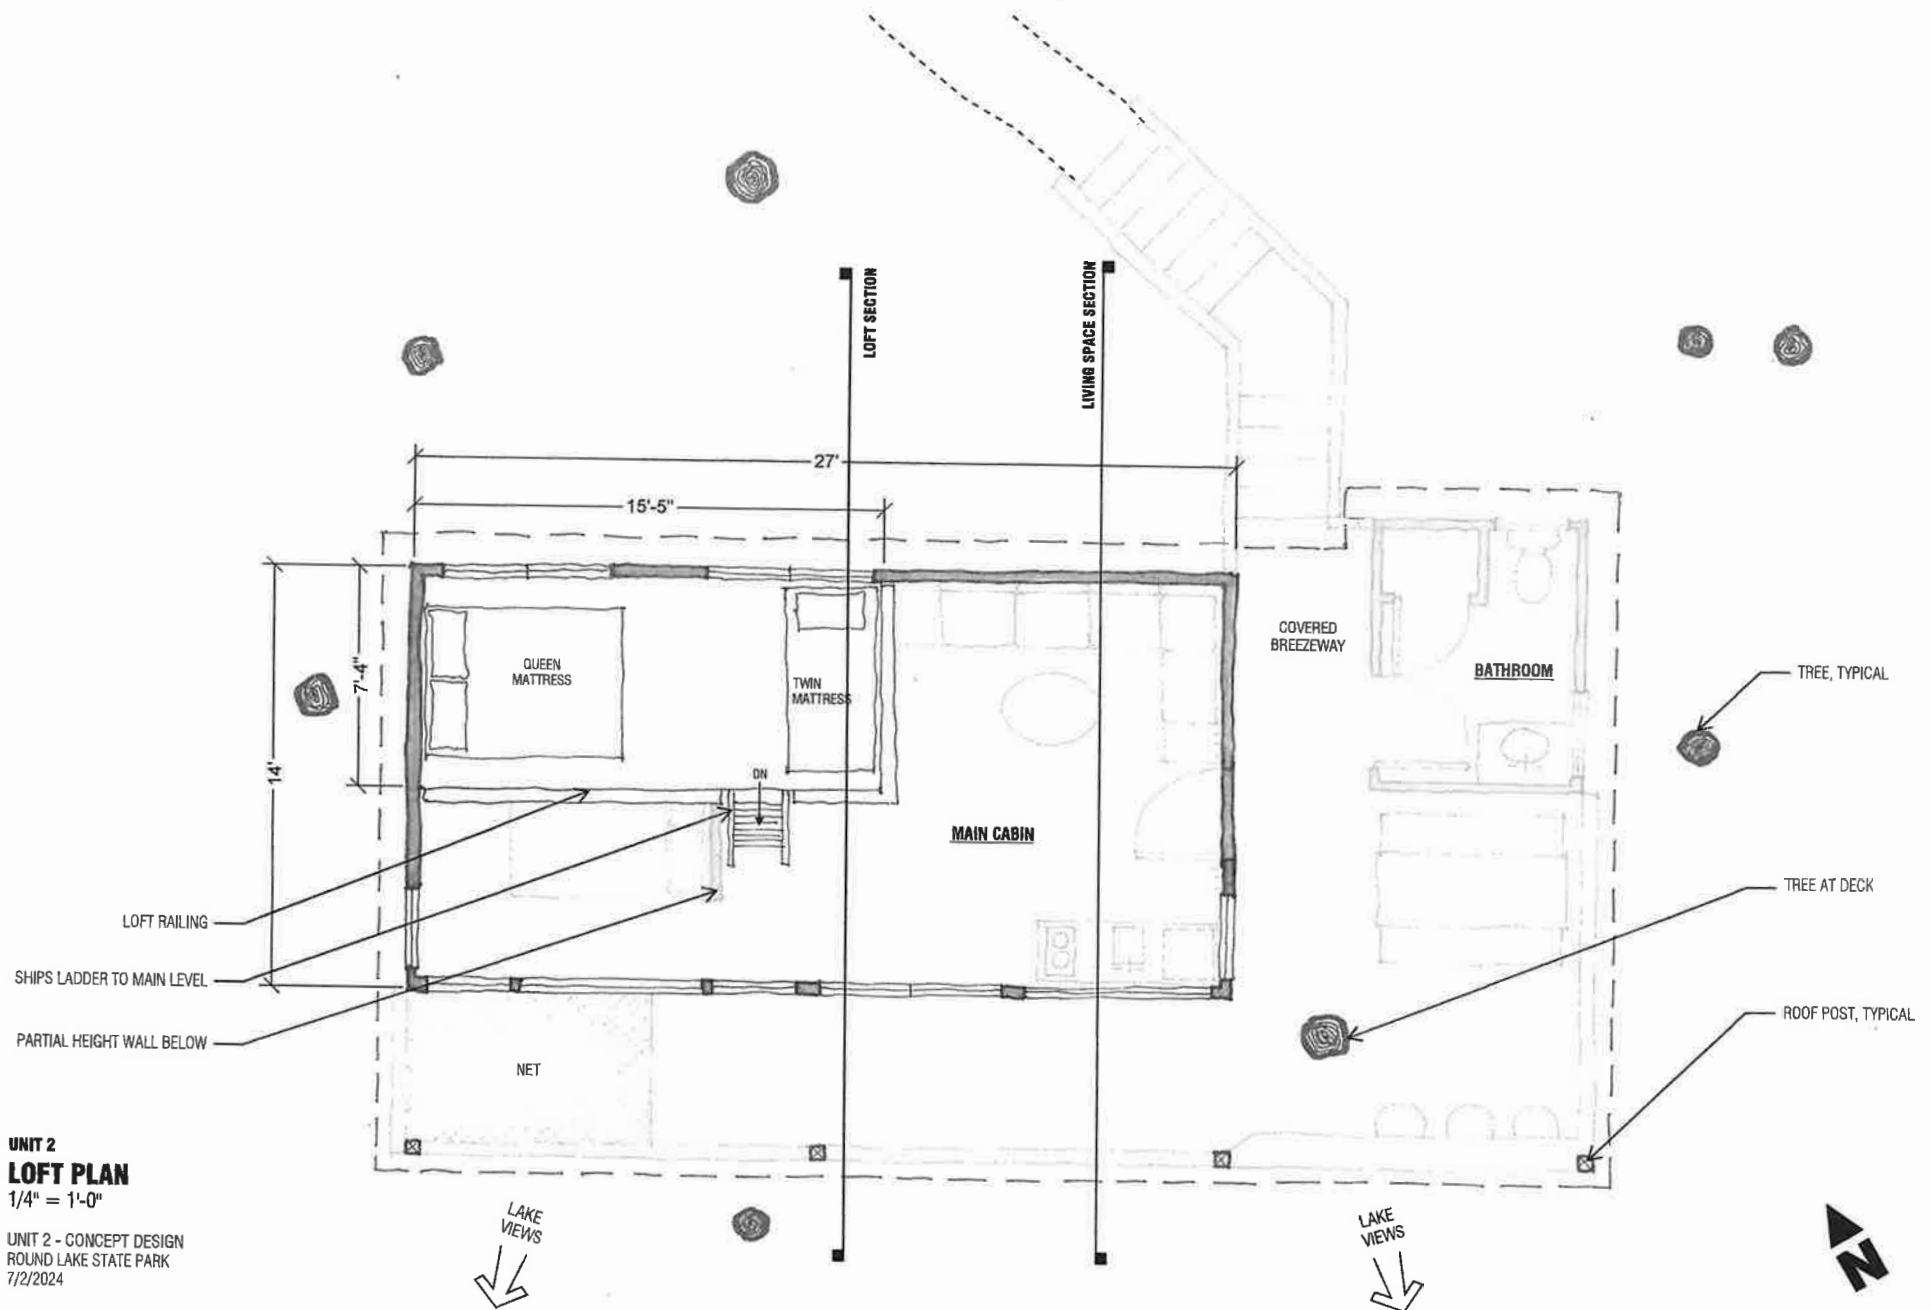 LOFT SECTION
LIVING SPACE SECTION
27'
15'-5"
14'
7'-4"
QUEEN
MATTRESS
TWIN
MATTRESS
DN
COVERED
BREEZEWAY
BATHROOM
MAIN CABIN
TREE, TYPICAL
TREE AT DECK
ROOF POST, TYPICAL
LOFT RAILING
SHIPS LADDER TO MAIN LEVEL
PARTIAL HEIGHT WALL BELOW
NET
UNIT 2
LOFT PLAN
1/4" = 1'-0"
UNIT 2 - CONCEPT DESIGN
ROUND LAKE STATE PARK
7/2/2024
LAKE
VIEWS
LAKE
VIEWS
N